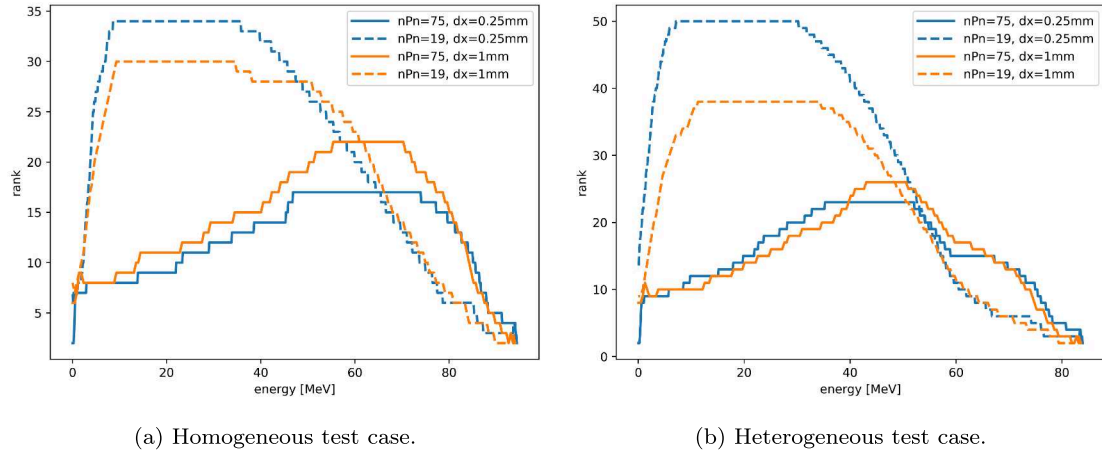 35
30
25
20
15
10
5
rank
0
20
40
60
80
energy [MeV]
nPn=75, dx=0.25mm
nPn=19, dx=0.25mm
nPn=75, dx=1mm
nPn=19, dx=1mm
(a) Homogeneous test case.
50
40
30
20
10
0
rank
0
20
40
60
80
energy [MeV]
nPn=75, dx=0.25mm
nPn=19, dx=0.25mm
nPn=75, dx=1mm
nPn=19, dx=1mm
(b) Heterogeneous test case.